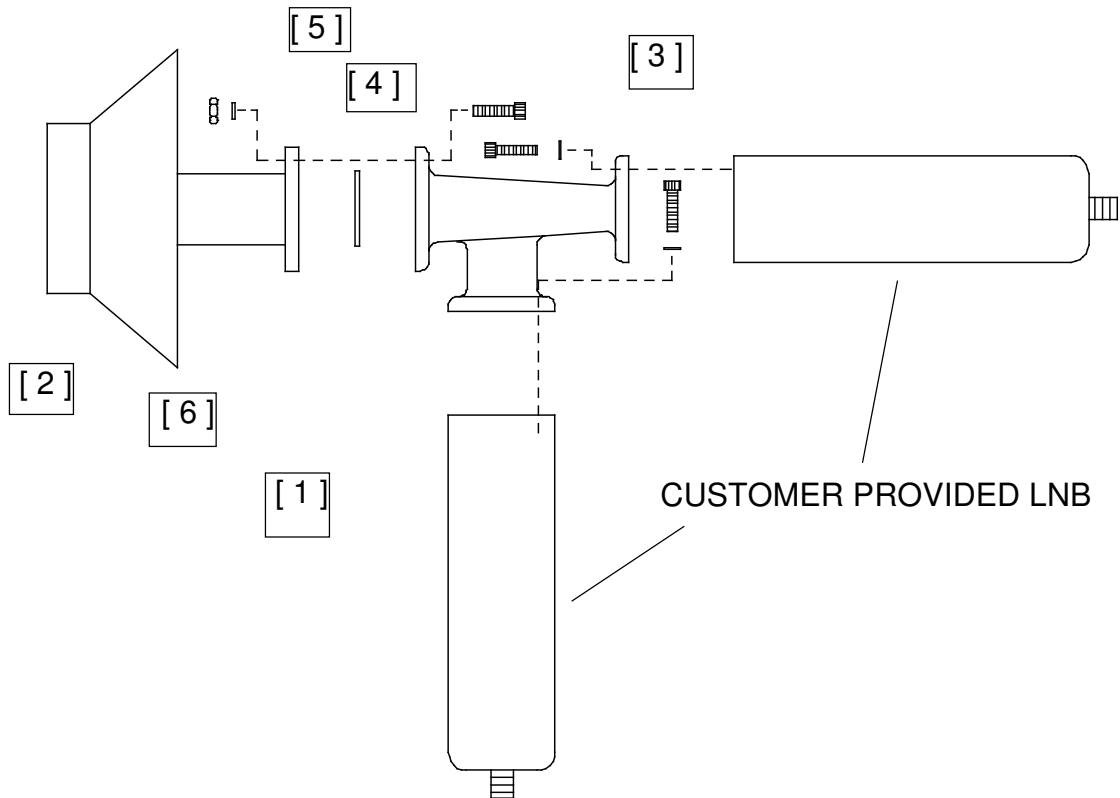 [ 5 ]
[ 4 ]
[ 3 ]
[ 2 ]
[ 6 ]
[ 1 ]
CUSTOMER PROVIDED LNB